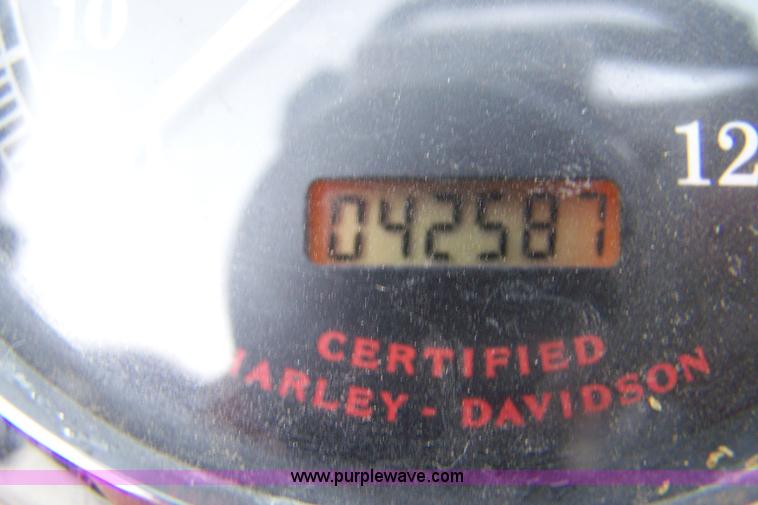 10
12
042587
CERTIFIED
HARLEY - DAVIDSON
www.purplewave.com